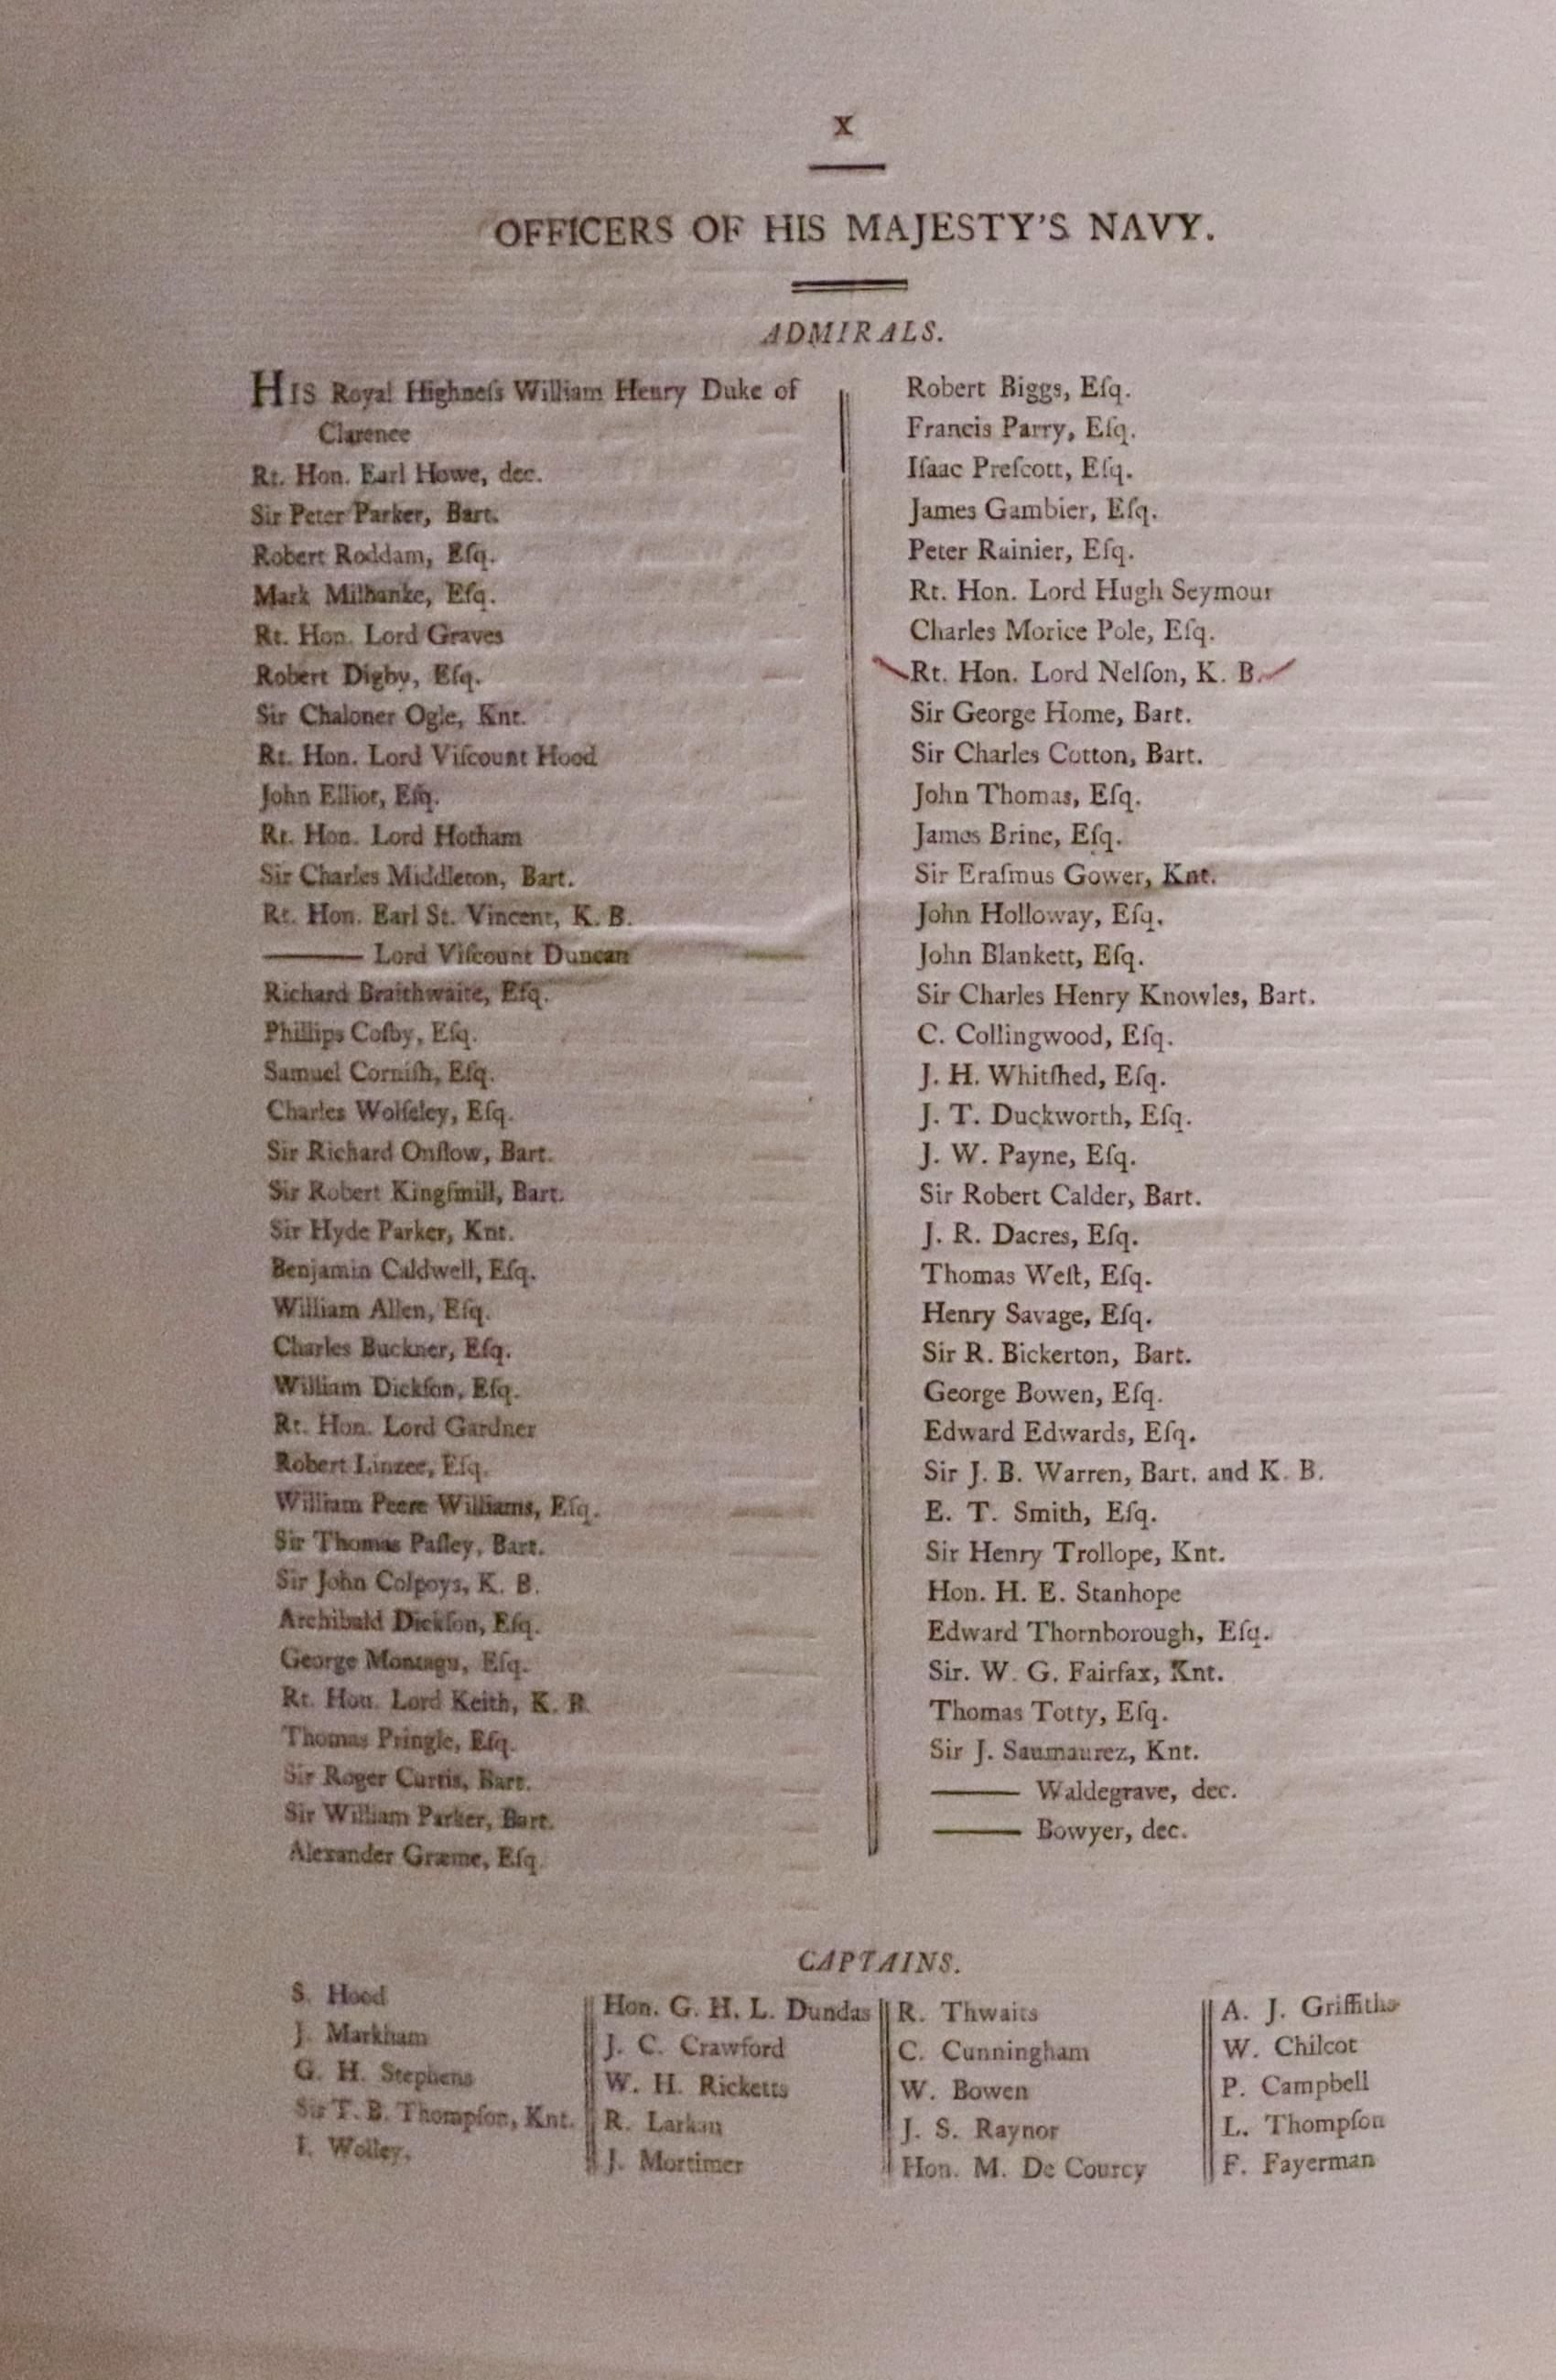 X
OFFICERS OF HIS MAJESTY'S NAVY.
ADMIRALS.
HIS Royal Highneſs William Henry Duke of
Clarence
Rt. Hon. Earl Howe, dec.
Sir Peter Parker, Bart.
Robert Roddam, Eſq.
Mark Milbanke, Eſq.
Rt. Hon. Lord Graves
Robert Digby, Eſq.
Sir Chaloner Ogle, Knt.
Rt. Hon. Lord Viſcount Hood
John Elliot, Eſq.
Rt. Hon. Lord Hotham
Sir Charles Middleton, Bart.
Rt. Hon. Earl St. Vincent, K. B.
——— Lord Viſcount Duncan
Richard Braithwaite, Eſq.
Phillips Coſby, Eſq.
Samuel Corniſh, Eſq.
Charles Wolſeley, Eſq.
Sir Richard Onſlow, Bart.
Sir Robert Kingſmill, Bart.
Sir Hyde Parker, Knt.
Benjamin Caldwell, Eſq.
William Allen, Eſq.
Charles Buckner, Eſq.
William Dickſon, Eſq.
Rt. Hon. Lord Gardner
Robert Linzee, Eſq.
William Peere Williams, Eſq.
Sir Thomas Paſley, Bart.
Sir John Colpoys, K. B.
Archibald Dickſon, Eſq.
George Montagu, Eſq.
Rt. Hon. Lord Keith, K. B.
Thomas Pringle, Eſq.
Sir Roger Curtis, Bart.
Sir William Parker, Bart.
Alexander Græme, Eſq.
Robert Biggs, Eſq.
Francis Parry, Eſq.
Iſaac Preſcott, Eſq.
James Gambier, Eſq.
Peter Rainier, Eſq.
Rt. Hon. Lord Hugh Seymour
Charles Morice Pole, Eſq.
Rt. Hon. Lord Nelſon, K. B.
Sir George Home, Bart.
Sir Charles Cotton, Bart.
John Thomas, Eſq.
James Brine, Eſq.
Sir Eraſmus Gower, Knt.
John Holloway, Eſq.
John Blankett, Eſq.
Sir Charles Henry Knowles, Bart.
C. Collingwood, Eſq.
J. H. Whitſhed, Eſq.
J. T. Duckworth, Eſq.
J. W. Payne, Eſq.
Sir Robert Calder, Bart.
J. R. Dacres, Eſq.
Thomas Weſt, Eſq.
Henry Savage, Eſq.
Sir R. Bickerton, Bart.
George Bowen, Eſq.
Edward Edwards, Eſq.
Sir J. B. Warren, Bart. and K. B.
E. T. Smith, Eſq.
Sir Henry Trollope, Knt.
Hon. H. E. Stanhope
Edward Thornborough, Eſq.
Sir. W. G. Fairfax, Knt.
Thomas Totty, Eſq.
Sir J. Saumaurez, Knt.
——— Waldegrave, dec.
——— Bowyer, dec.
CAPTAINS.
S. Hood
J. Markham
G. H. Stephens
Sir T. B. Thompſon, Knt.
I. Wolley.
Hon. G. H. L. Dundas
J. C. Crawford
W. H. Ricketts
R. Larkan
J. Mortimer
R. Thwaits
C. Cunningham
W. Bowen
J. S. Raynor
Hon. M. De Courcy
A. J. Griffiths
W. Chilcot
P. Campbell
L. Thompſon
F. Fayerman